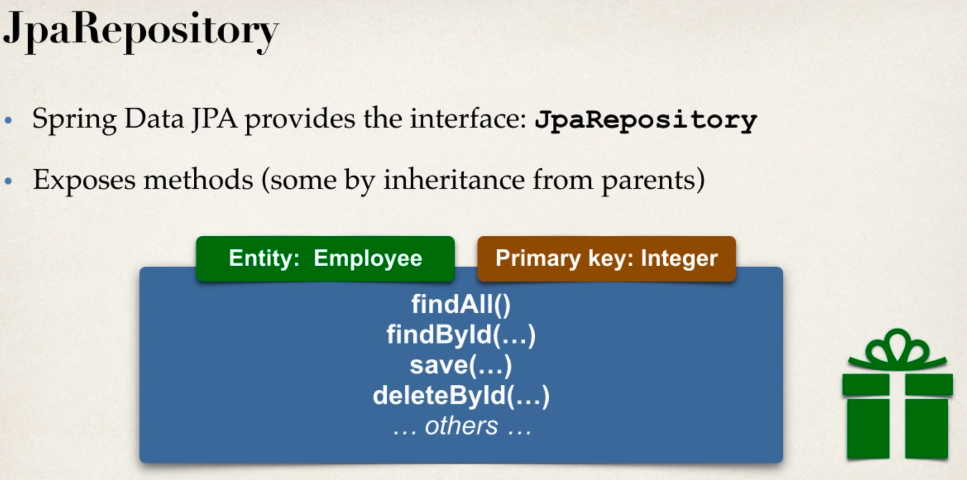 JpaRepository
• Spring Data JPA provides the interface: JpaRepository
• Exposes methods (some by inheritance from parents)
Entity: Employee
Primary key: Integer
findAll()
findById(…)
save(…)
deleteById(…)
… others …